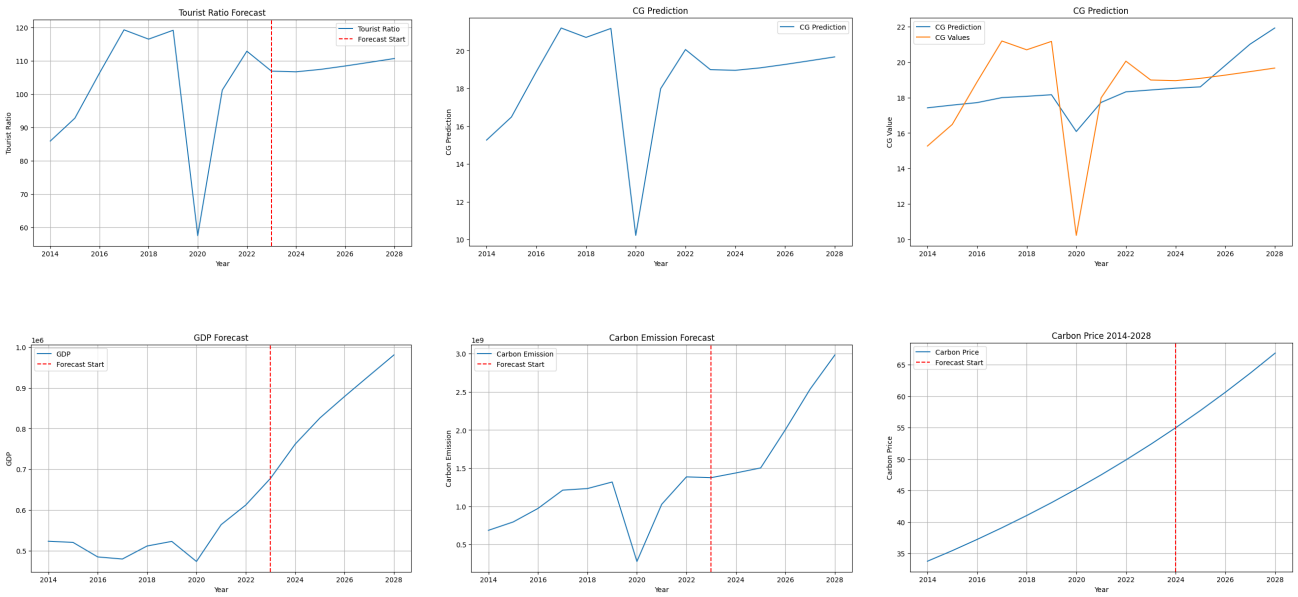 Tourist Ratio Forecast
Tourist Ratio
Forecast Start
120
110
100
90
80
70
60
Tourist Ratio
2014 2016 2018 2020 2022 2024 2026 2028
Year
CG Prediction
CG Prediction
20
18
16
14
12
10
CG Prediction
2014 2016 2018 2020 2022 2024 2026 2028
Year
CG Prediction
CG Prediction
CG Values
22
20
18
16
14
12
10
CG Value
2014 2016 2018 2020 2022 2024 2026 2028
Year
GDP Forecast
1e6
GDP
Forecast Start
1.0
0.9
0.8
0.7
0.6
0.5
GDP
2014 2016 2018 2020 2022 2024 2026 2028
Year
Carbon Emission Forecast
1e9
Carbon Emission
Forecast Start
3.0
2.5
2.0
1.5
1.0
0.5
Carbon Emission
2014 2016 2018 2020 2022 2024 2026 2028
Year
Carbon Price 2014-2028
Carbon Price
Forecast Start
65
60
55
50
45
40
35
Carbon Price
2014 2016 2018 2020 2022 2024 2026 2028
Year